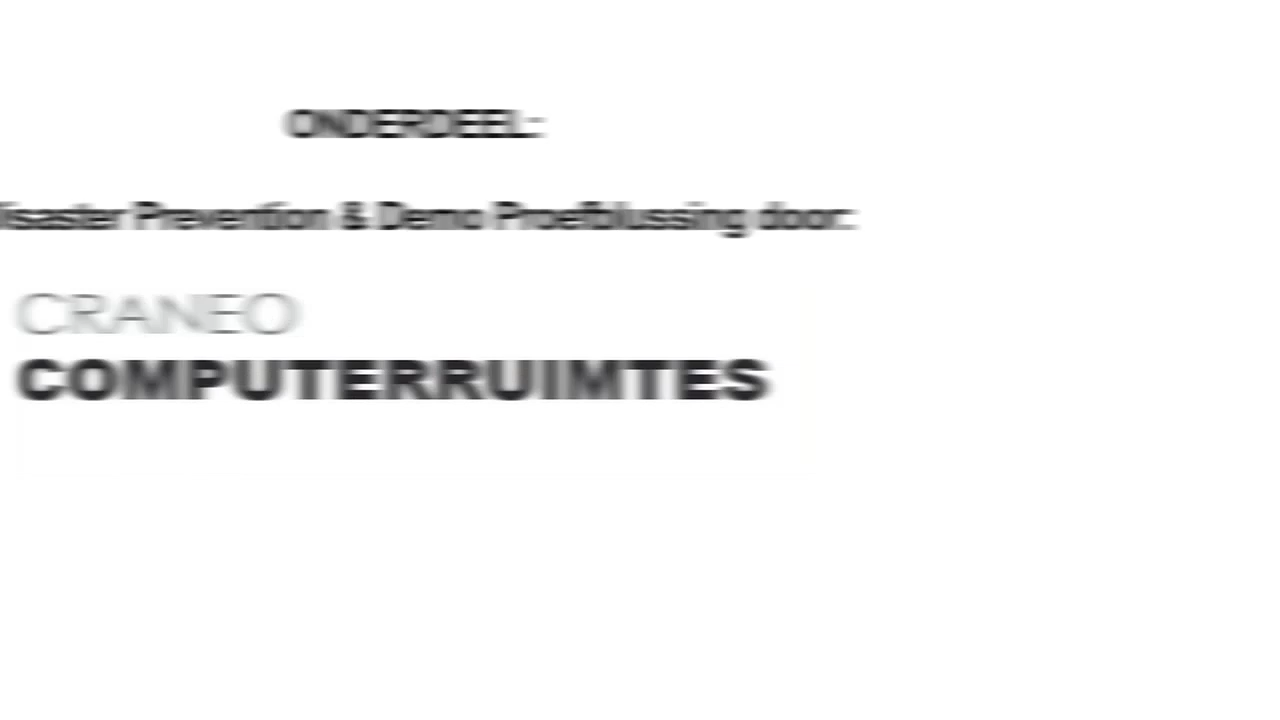 ONDERDEEL:
isaster Prevention & Demo Proefblussing door:
CRANEO
COMPUTERRUIMTES